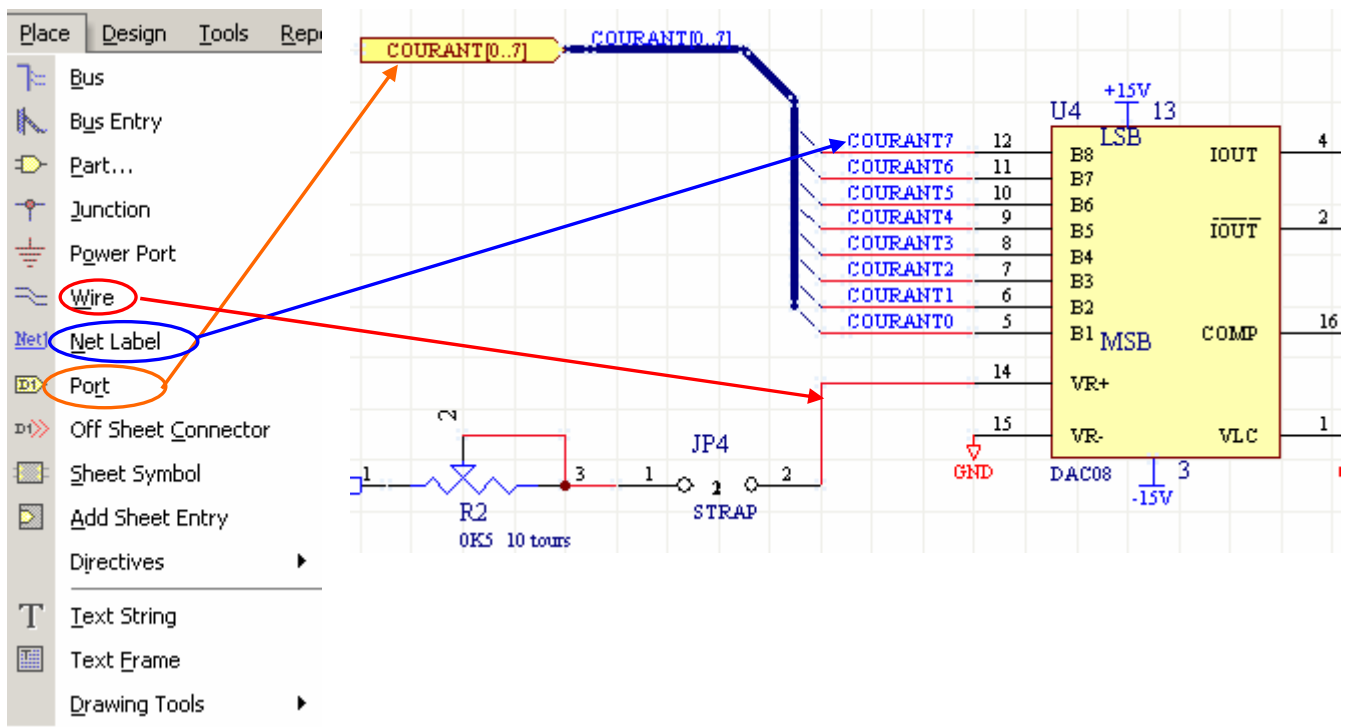 Place Design Tools Repo
Bus
Bus Entry
Part...
Junction
Power Port
Wire
Net1 Net Label
D1 Port
D1 Off Sheet Connector
Sheet Symbol
Add Sheet Entry
Directives
T Text String
Text Frame
Drawing Tools
COURANT[0..7]
COURANT[0..7]
COURANT7 12
COURANT6 11
COURANT5 10
COURANT4 9
COURANT3 8
COURANT2 7
COURANT1 6
COURANT0 5
14
15
GND
+15V
U4 13
LSB
B8 IOUT 4
B7
B6
B5 IOUT 2
B4
B3
B2
B1 MSB COMP 16
VR+
VR- VLC 1
DAC08 3
-15V
2
1 3
R2
0K5 10 tours
JP4
1 2 2
STRAP